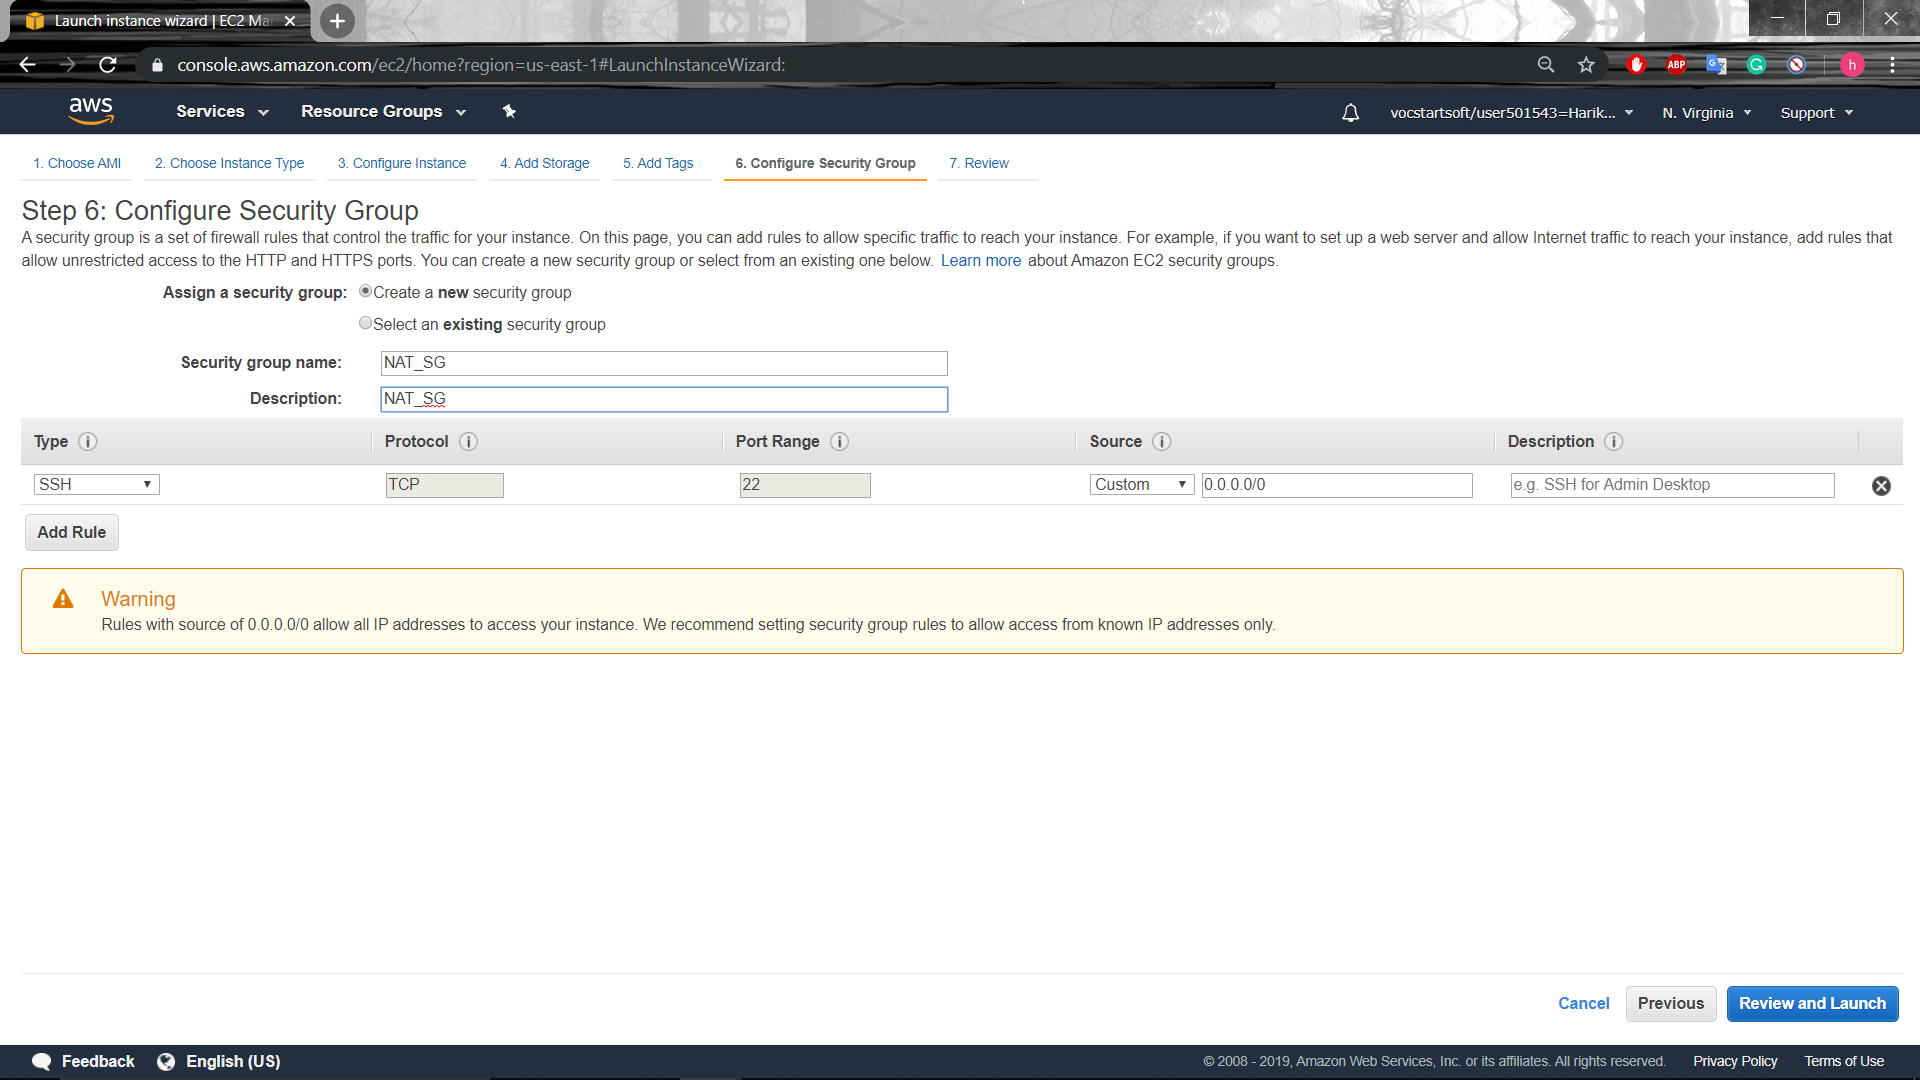 Launch instance wizard | EC2 Ma
console.aws.amazon.com/ec2/home?region=us-east-1#LaunchInstanceWizard:
ABP
h
aws
Services
Resource Groups
vocstartsoft/user501543=Harik...
N. Virginia
Support
1. Choose AMI
2. Choose Instance Type
3. Configure Instance
4. Add Storage
5. Add Tags
6. Configure Security Group
7. Review
Step 6: Configure Security Group
A security group is a set of firewall rules that control the traffic for your instance. On this page, you can add rules to allow specific traffic to reach your instance. For example, if you want to set up a web server and allow Internet traffic to reach your instance, add rules that
allow unrestricted access to the HTTP and HTTPS ports. You can create a new security group or select from an existing one below. Learn more about Amazon EC2 security groups.
Assign a security group: Create a new security group
Select an existing security group
Security group name: NAT_SG
Description: NAT_SG
Type Protocol Port Range Source Description
SSH TCP 22 Custom 0.0.0.0/0 e.g. SSH for Admin Desktop
Add Rule
Warning
Rules with source of 0.0.0.0/0 allow all IP addresses to access your instance. We recommend setting security group rules to allow access from known IP addresses only.
Cancel Previous Review and Launch
Feedback English (US) © 2008 - 2019, Amazon Web Services, Inc. or its affiliates. All rights reserved. Privacy Policy Terms of Use